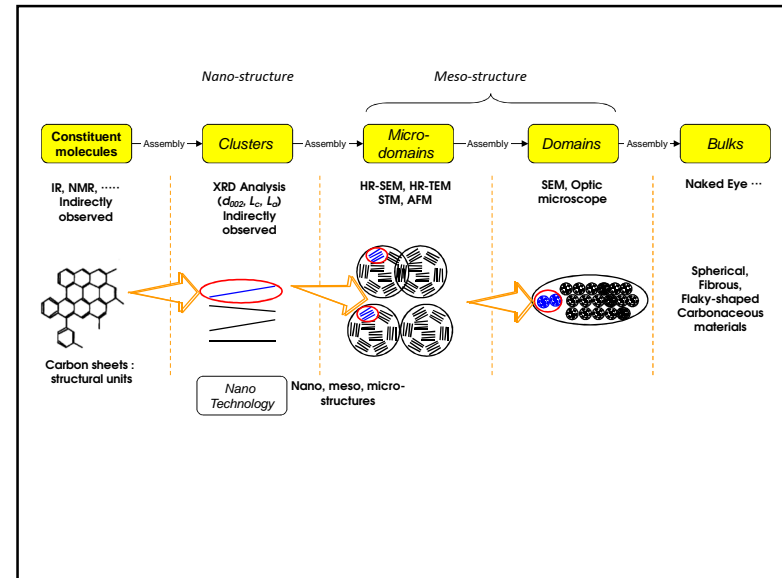 Nano-structure
Meso-structure
Constituent
molecules
Assembly
Clusters
Assembly
Micro-
domains
Assembly
Domains
Assembly
Bulks
IR, NMR, ·····
Indirectly
observed
XRD Analysis
(d002, Lc, La)
Indirectly
observed
HR-SEM, HR-TEM
STM, AFM
SEM, Optic
microscope
Naked Eye ···
Spherical,
Fibrous,
Flaky-shaped
Carbonaceous
materials
Carbon sheets :
structural units
Nano
Technology
Nano, meso, micro-
structures